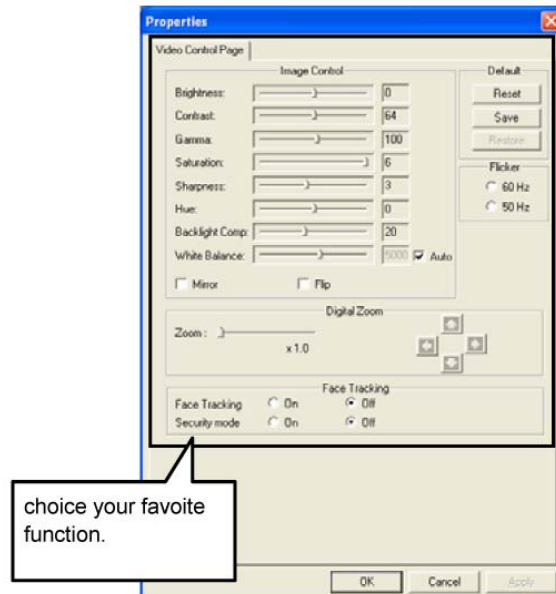 Properties
Video Control Page
Image Control
Brightness: 0
Contrast: 64
Gamma: 100
Saturation: 6
Sharpness: 3
Hue: 0
Backlight Comp: 20
White Balance: 5000 Auto
Mirror Flip
Default
Reset
Save
Restore
Flicker
60 Hz
50 Hz
Digital Zoom
Zoom :
x 1.0
Face Tracking
Face Tracking On Off
Security mode On Off
choice your favoite
function.
OK Cancel Apply